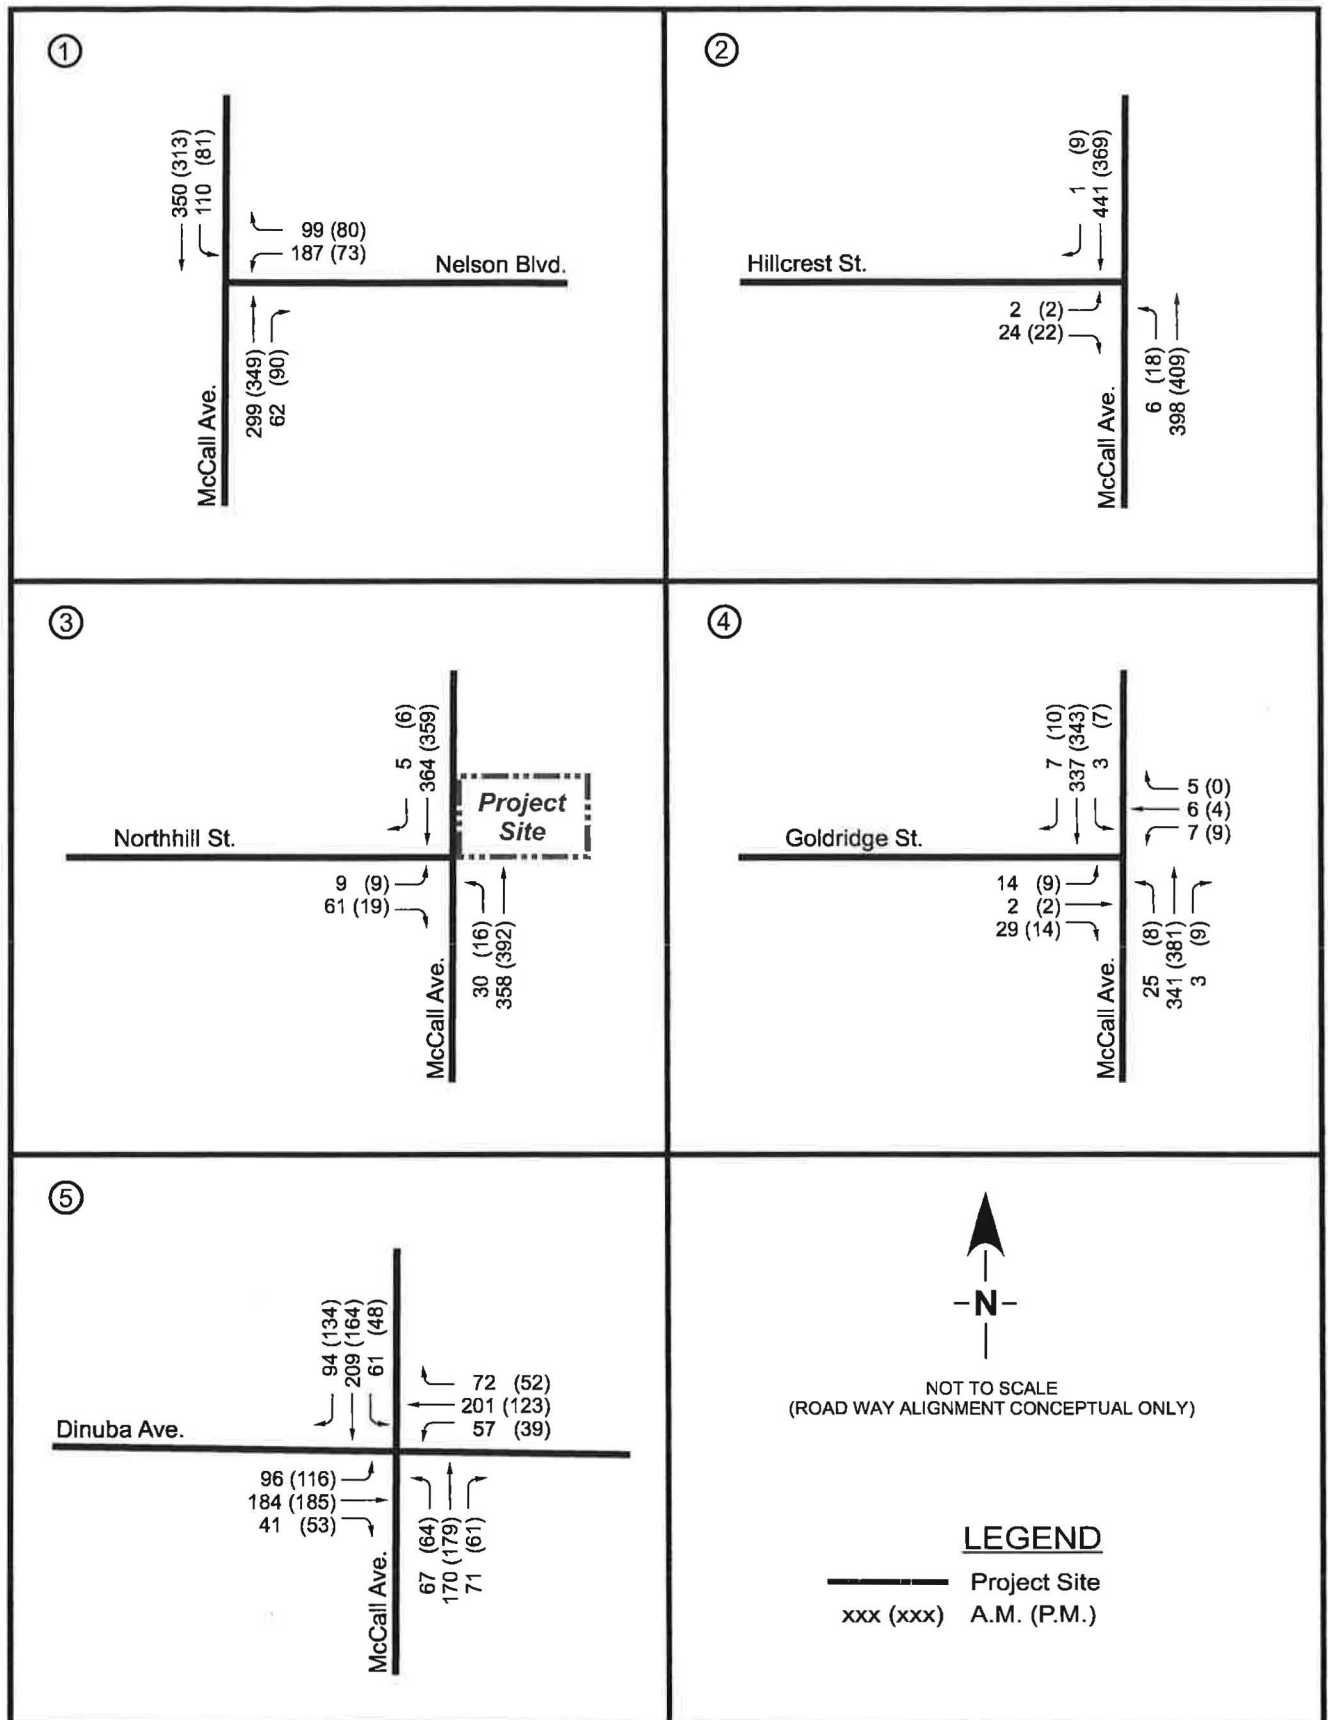 1
350 (313)
110 (81)
99 (80)
187 (73)
Nelson Blvd.
299 (349)
62 (90)
McCall Ave.
2
1 (9)
441 (369)
Hillcrest St.
2 (2)
24 (22)
6 (18)
398 (409)
McCall Ave.
3
5 (6)
364 (359)
Project
Site
Northhill St.
9 (9)
61 (19)
30 (16)
358 (392)
McCall Ave.
4
7 (10)
337 (343)
3 (7)
5 (0)
6 (4)
7 (9)
Goldridge St.
14 (9)
2 (2)
29 (14)
25 (8)
341 (381)
3 (9)
McCall Ave.
5
94 (134)
209 (164)
61 (48)
72 (52)
201 (123)
57 (39)
Dinuba Ave.
96 (116)
184 (185)
41 (53)
67 (64)
170 (179)
71 (61)
McCall Ave.
-N-
NOT TO SCALE
(ROAD WAY ALIGNMENT CONCEPTUAL ONLY)
LEGEND
Project Site
xxx (xxx) A.M. (P.M.)